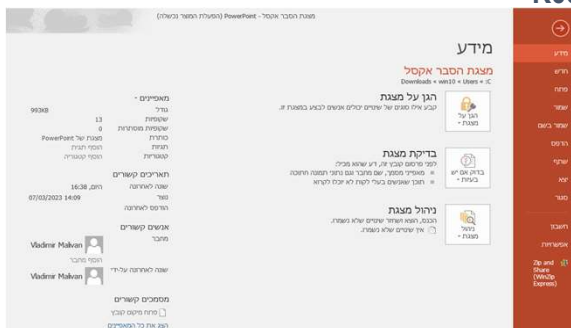 מצגת הסבר אקסל - PowerPoint (הפעלת המוצר נכשלה)
מידע
חדש
פתח
שמור
שמור בשם
הדפס
שתף
יצא
סגור
חשבון
אפשרויות
Zip and Share (WinZip Express)
מידע
מצגת הסבר אקסל
Downloads » win10 » Users » :C
הגן על מצגת -
הגן על מצגת
קבע אילו סוגים של שינויים יכולים אנשים לבצע במצגת זו.
בדוק אם יש בעיות -
בדיקת מצגת
לפני פרסום קובץ זה, דע שהוא מכיל:
מאפייני מסמך, שם מחבר וגם נתוני תמונה חתוכה
תוכן שאנשים בעלי לקות לא יוכלו לקרוא
ניהול מצגת -
ניהול מצגת
הכנס, הוצא ושחזר שינויים שלא נשמרו.
אין שינויים שלא נשמרו.
מאפיינים -
גודל 993KB
שקופיות 13
שקופיות מוסתרות 0
כותרת מצגת של PowerPoint
תגיות הוסף תגית
קטגוריות הוסף קטגוריה
תאריכים קשורים
שונה לאחרונה היום, 16:38
נוצר 07/03/2023 14:09
הודפס לאחרונה
אנשים קשורים
מחבר Vladimir Malivan
הוסף מחבר
שונה לאחרונה על-ידי Vladimir Malivan
מסמכים קשורים
פתח מיקום קובץ
הצג את כל המאפיינים